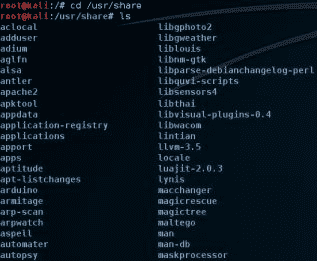 root@kali:/# cd /usr/share
root@kali:/usr/share# ls
aclocal libgphoto2
adduser libgweather
adium liblouis
aglfn libnm-gtk
alsa libparse-debianchangelog-perl
antler libquvi-scripts
apache2 libsensors4
apktool libthai
appdata libvisual-plugins-0.4
application-registry libwacom
applications lintian
apport llvm-3.5
apps locale
aptitude luajit-2.0.3
apt-listchanges lynis
arduino macchanger
armitage magicrescue
arp-scan magictree
arpwatch maltego
aspell man
automater man-db
autopsy maskprocessor